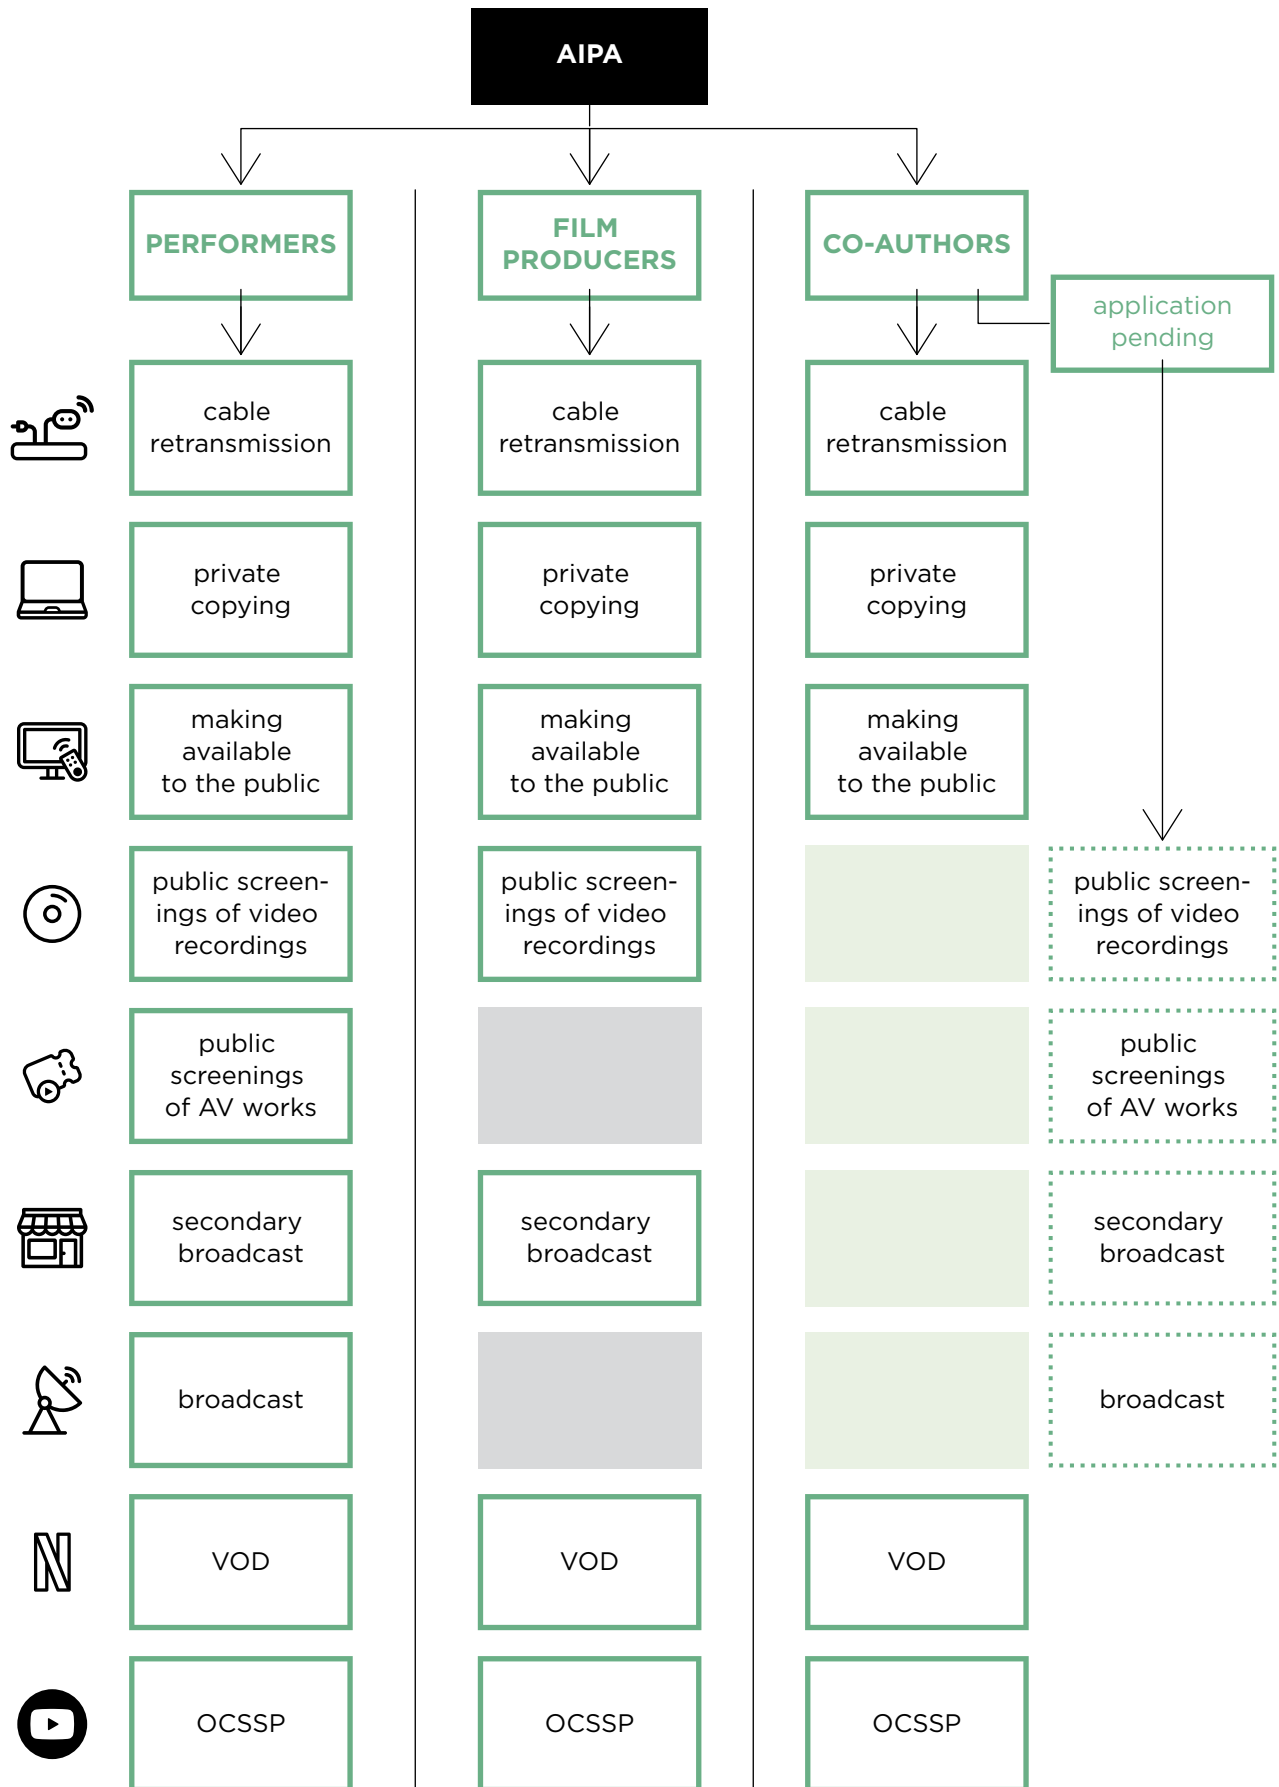 AIPA
PERFORMERS
FILM
PRODUCERS
CO-AUTHORS
application
pending
cable
retransmission
cable
retransmission
cable
retransmission
private
copying
private
copying
private
copying
making
available
to the public
making
available
to the public
making
available
to the public
public screen-
ings of video
recordings
public screen-
ings of video
recordings
public screen-
ings of video
recordings
public
screenings
of AV works
public
screenings
of AV works
secondary
broadcast
secondary
broadcast
secondary
broadcast
broadcast
broadcast
N
VOD
VOD
VOD
OCSSP
OCSSP
OCSSP